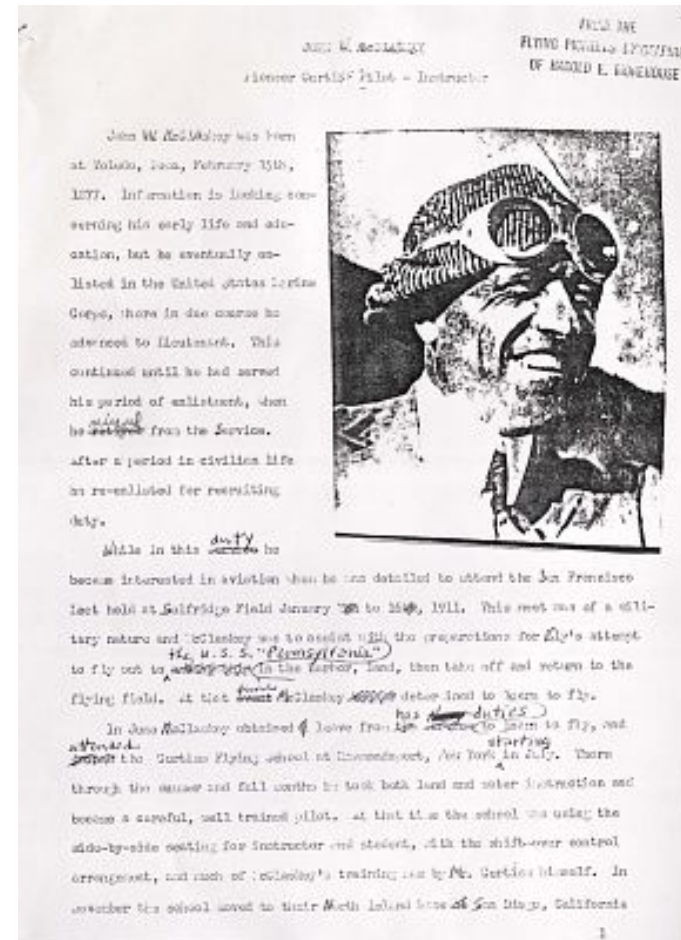 JOHN W. McCLASKEY
Pioneer Curtiss Pilot - Instructor
FROM THE
FLYING PIONEERS
OF HAROLD E. MOREHOUSE
John W. McClaskey was born
at Toledo, Iowa, February 15th,
1877. Information is lacking con-
cerning his early life and edu-
cation, but he eventually en-
listed in the United States Marine
Corps, where in due course he
advanced to Lieutenant. This
continued until he had served
his period of enlistment, when
he from the Service.
After a period in civilian life
he re-enlisted for recruiting
duty.
While in this duty he
became interested in aviation when he was detailed to attend the San Francisco
Meet held at Selfridge Field January to 1911. This meet was of a mili-
tary nature and McClaskey was to assist with the preparations for Ely's attempt
to fly out to the U.S.S. "Pennsylvania" in the harbor, land, then take off and return to the
flying field. At that McClaskey determined to learn to fly.
In June McClaskey obtained leave from his duties to learn to fly, and
attended the Curtiss Flying school at Hammondsport, New York starting in July. There
through the summer and fall months he took both land and water instruction and
became a careful, well trained pilot. At that time the school was using the
side-by-side seating for instructor and student, with the shift-over control
arrangement, and much of McClaskey's training was by Mr. Curtiss himself. In
November the school moved to their North Island base San Diego, California
1